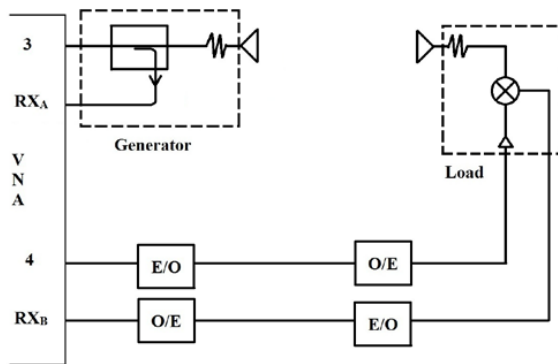 3
RXA
Generator
V
N
A
Load
4
E/O
O/E
RXB
O/E
E/O